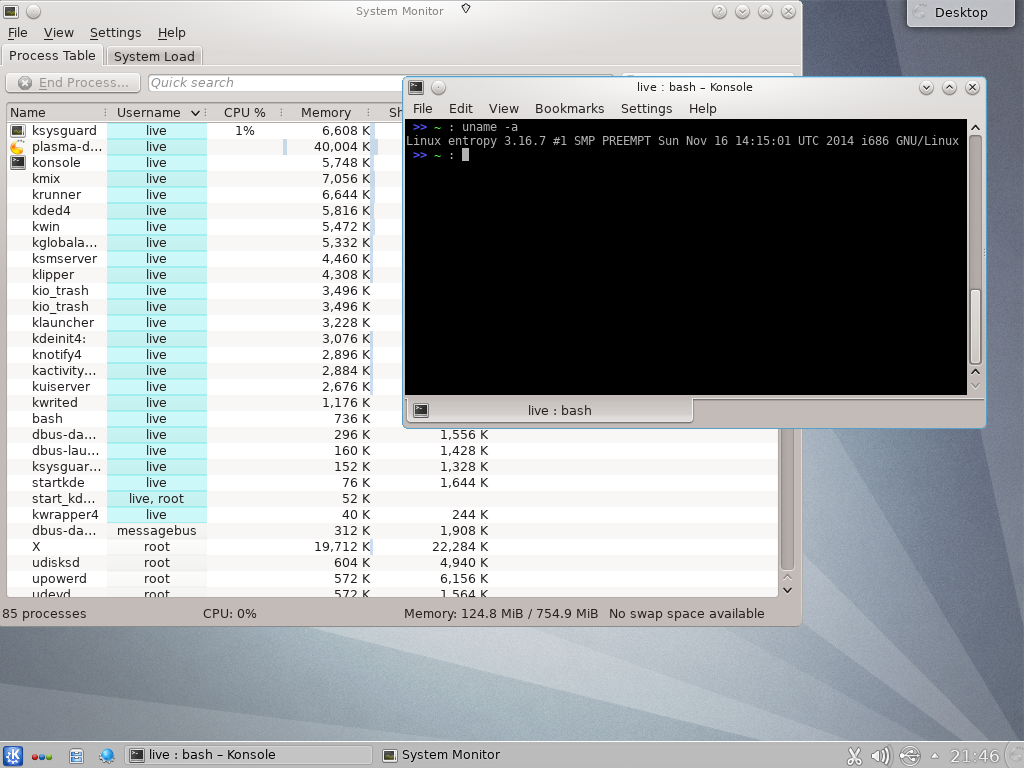 System Monitor
Desktop
File View Settings Help
Process Table System Load
End Process... Quick search
Name Username CPU % Memory Sh
ksysguard live 1% 6,608 K
plasma-d... live 40,004 K
konsole live 5,748 K
kmix live 7,056 K
krunner live 6,644 K
kded4 live 5,816 K
kwin live 5,472 K
kglobala... live 5,332 K
ksmserver live 4,460 K
klipper live 4,308 K
kio_trash live 3,496 K
kio_trash live 3,496 K
klauncher live 3,228 K
kdeinit4: live 3,076 K
knotify4 live 2,896 K
kactivity... live 2,884 K
kuiserver live 2,676 K
kwrited live 1,176 K
bash live 736 K
dbus-da... live 296 K 1,556 K
dbus-lau... live 160 K 1,428 K
ksysguar... live 152 K 1,328 K
startkde live 76 K 1,644 K
start_kd... live, root 52 K
kwrapper4 live 40 K 244 K
dbus-da... messagebus 312 K 1,908 K
X root 19,712 K 22,284 K
udisksd root 604 K 4,940 K
upowerd root 572 K 6,156 K
udevd root 572 K 1,564 K
85 processes CPU: 0% Memory: 124.8 MiB / 754.9 MiB No swap space available
live : bash – Konsole
File Edit View Bookmarks Settings Help
>> ~ : uname -a
Linux entropy 3.16.7 #1 SMP PREEMPT Sun Nov 16 14:15:01 UTC 2014 i686 GNU/Linux
>> ~ :
live : bash
live : bash – Konsole System Monitor 21:46